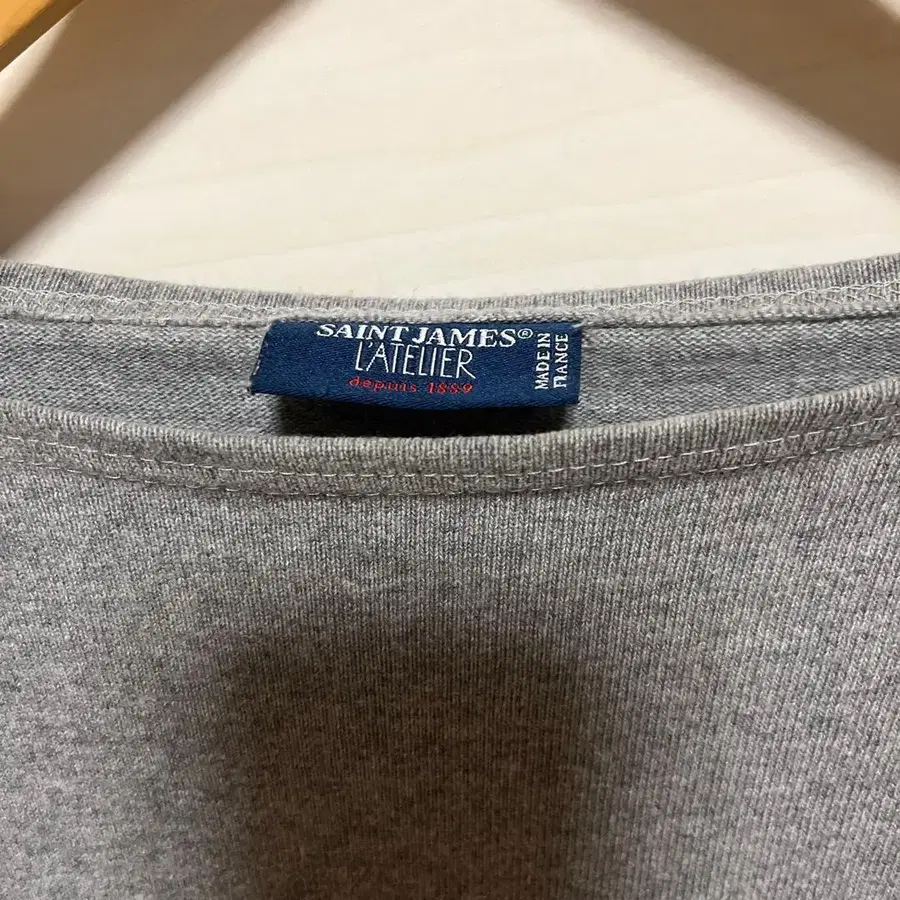 SAINT JAMES®
L'ATELIER
depuis 1889
MADE IN
FRANCE